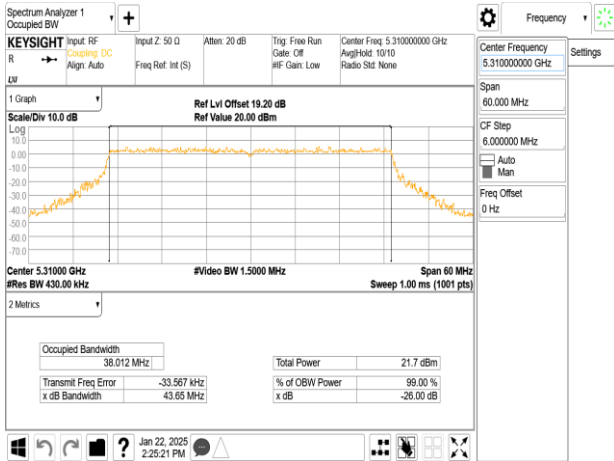 Spectrum Analyzer 1
Occupied BW
Frequency
Settings
KEYSIGHT
R
LXI
Input: RF
Coupling: DC
Align: Auto
Input Z: 50 Ω
Freq Ref: Int (S)
Atten: 20 dB
Trig: Free Run
Gate: Off
#IF Gain: Low
Center Freq: 5.310000000 GHz
Avg|Hold: 10/10
Radio Std: None
Center Frequency
5.310000000 GHz
Span
60.000 MHz
CF Step
6.000000 MHz
Auto
Man
Freq Offset
0 Hz
1 Graph
Scale/Div 10.0 dB
Ref Lvl Offset 19.20 dB
Ref Value 20.00 dBm
Log
10.0
0.00
-10.0
-20.0
-30.0
-40.0
-50.0
-60.0
-70.0
Center 5.31000 GHz
#Res BW 430.00 kHz
#Video BW 1.5000 MHz
Span 60 MHz
Sweep 1.00 ms (1001 pts)
2 Metrics
Occupied Bandwidth
38.012 MHz
Transmit Freq Error -33.567 kHz
x dB Bandwidth 43.65 MHz
Total Power 21.7 dBm
% of OBW Power 99.00 %
x dB -26.00 dB
Jan 22, 2025
2:25:21 PM